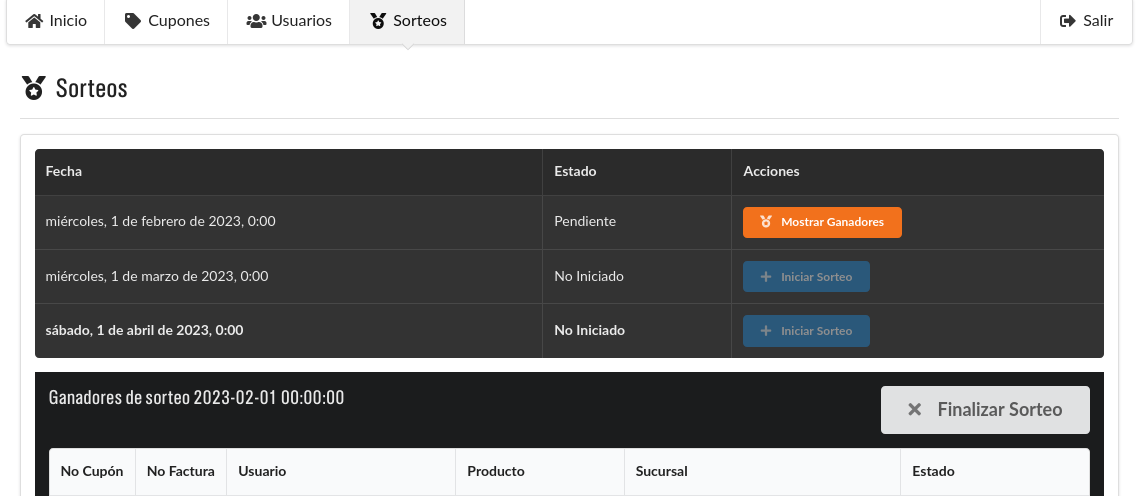 Inicio Cupones Usuarios Sorteos Salir
Sorteos
Fecha Estado Acciones
miércoles, 1 de febrero de 2023, 0:00 Pendiente Mostrar Ganadores
miércoles, 1 de marzo de 2023, 0:00 No Iniciado Iniciar Sorteo
sábado, 1 de abril de 2023, 0:00 No Iniciado Iniciar Sorteo
Ganadores de sorteo 2023-02-01 00:00:00 Finalizar Sorteo
No Cupón No Factura Usuario Producto Sucursal Estado